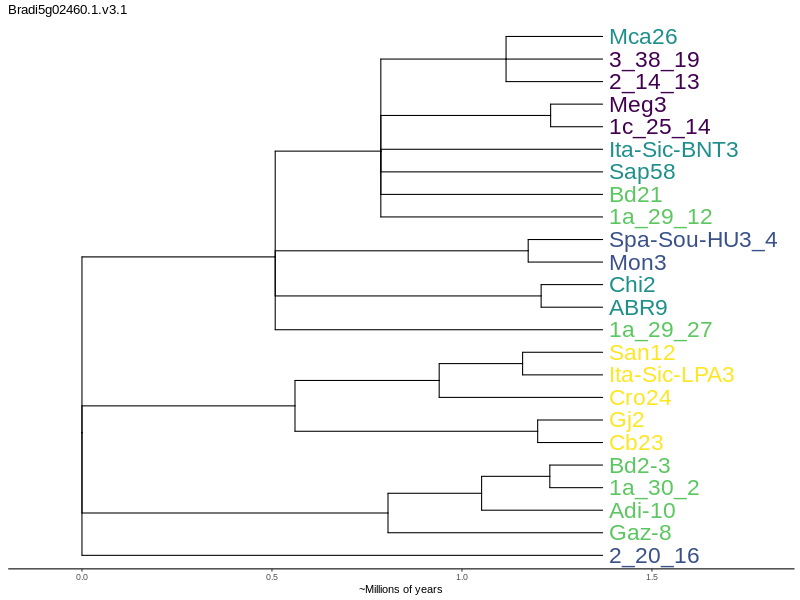 Bradi5g02460.1.v3.1
Mca26
3_38_19
2_14_13
Meg3
1c_25_14
Ita-Sic-BNT3
Sap58
Bd21
1a_29_12
Spa-Sou-HU3_4
Mon3
Chi2
ABR9
1a_29_27
San12
Ita-Sic-LPA3
Cro24
Gj2
Cb23
Bd2-3
1a_30_2
Adi-10
Gaz-8
2_20_16
0.0 0.5 1.0 1.5
~Millions of years